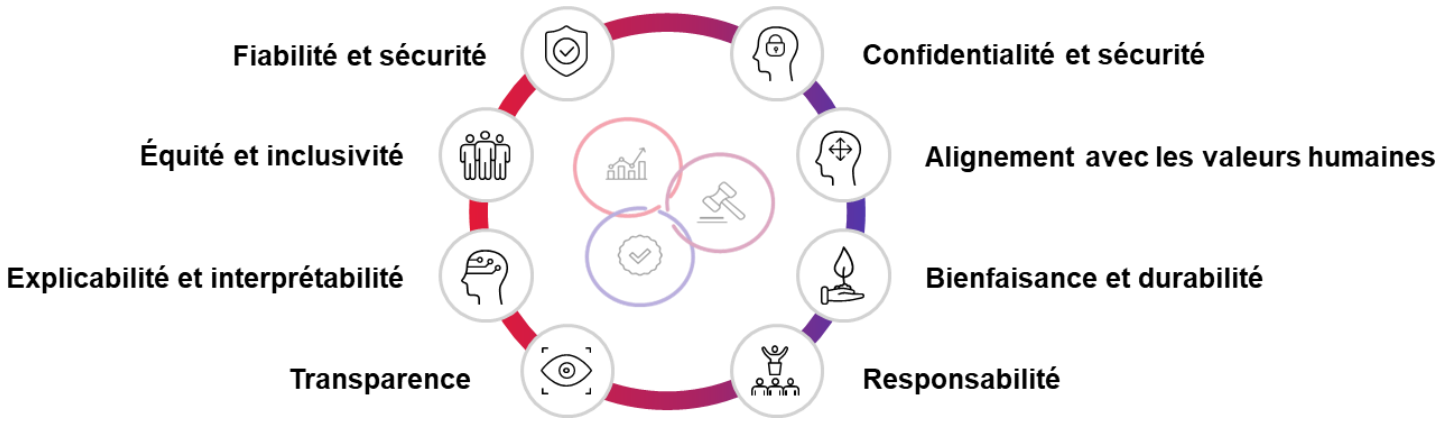 Fiabilité et sécurité
Confidentialité et sécurité
Équité et inclusivité
Alignement avec les valeurs humaines
Explicabilité et interprétabilité
Bienfaisance et durabilité
Transparence
Responsabilité